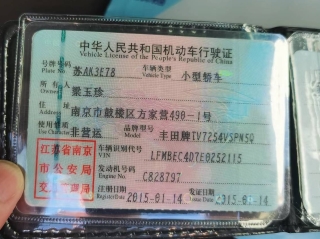 中华人民共和国机动车行驶证
Vehicle License of the People's Republic of China
号牌号码 苏AK3E78 车辆类型 小型轿车
Plate No. Vehicle Type
所有人 梁玉珍
Owner
住址 南京市鼓楼区方家营490-1号
Address
使用性质 非营运 品牌型号 丰田牌TV7254VSPN5Q
Use Character Model
江苏省南京
市公安局
车辆识别代号 LFMBEC4D7E0252115
VIN
发动机号码 C828797
Engine No.
注册日期 2015-01-14 发证日期 2015-01-14
Register Date Issue Date